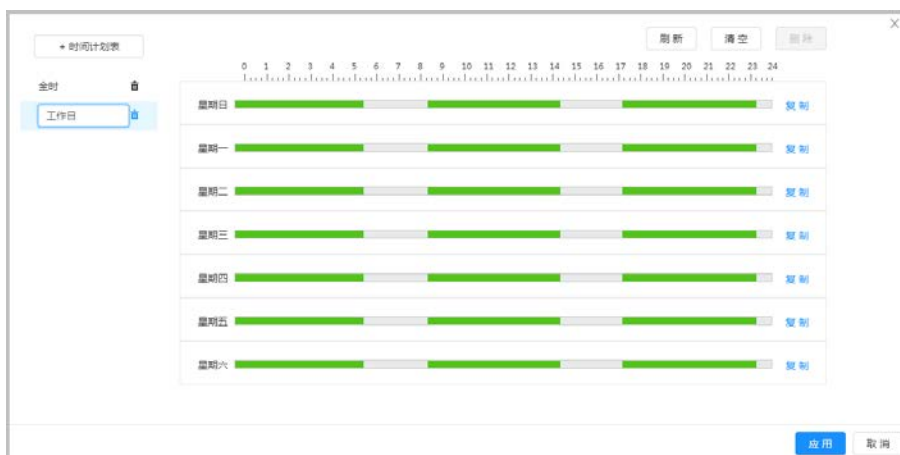 X
+ 时间计划表
刷新 清空 删除
0 1 2 3 4 5 6 7 8 9 10 11 12 13 14 15 16 17 18 19 20 21 22 23 24
全时
工作日
星期日 复制
星期一 复制
星期二 复制
星期三 复制
星期四 复制
星期五 复制
星期六 复制
应用 取消